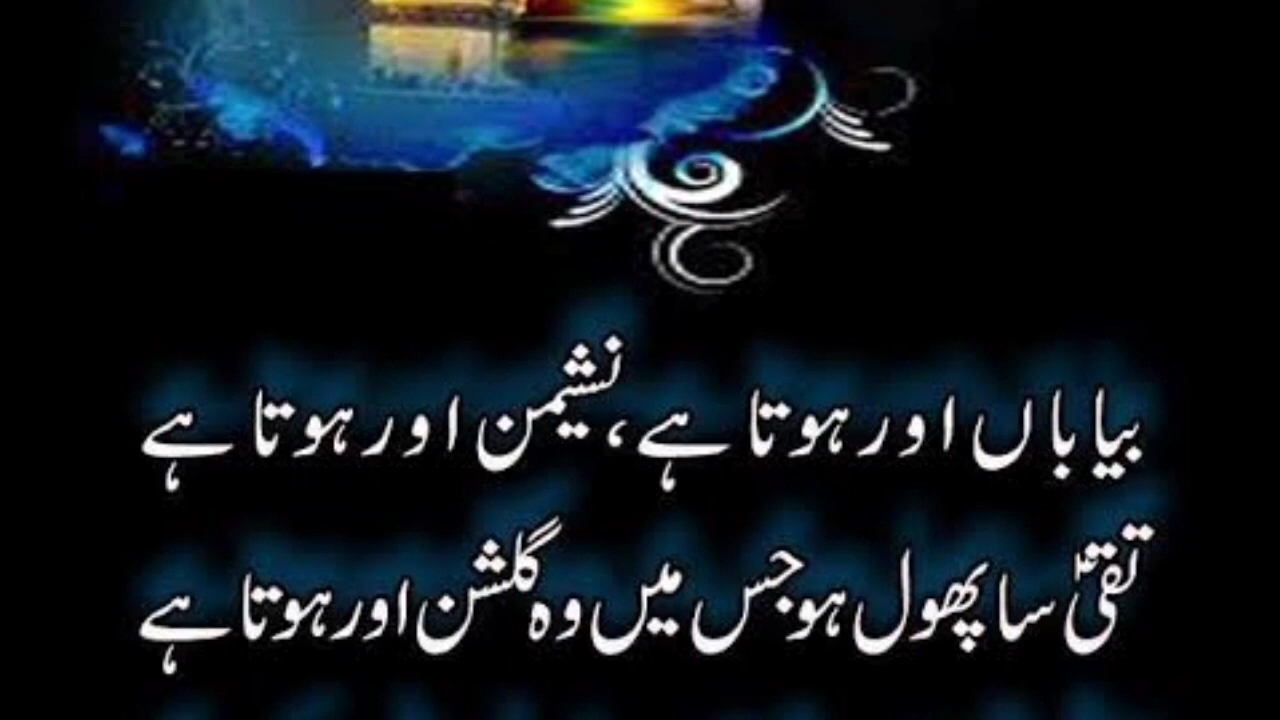 بیاباں اور ہوتا ہے، نشیمن اور ہوتا ہے
تقیؑ سا پھول ہو جس میں وہ گلشن اور ہوتا ہے